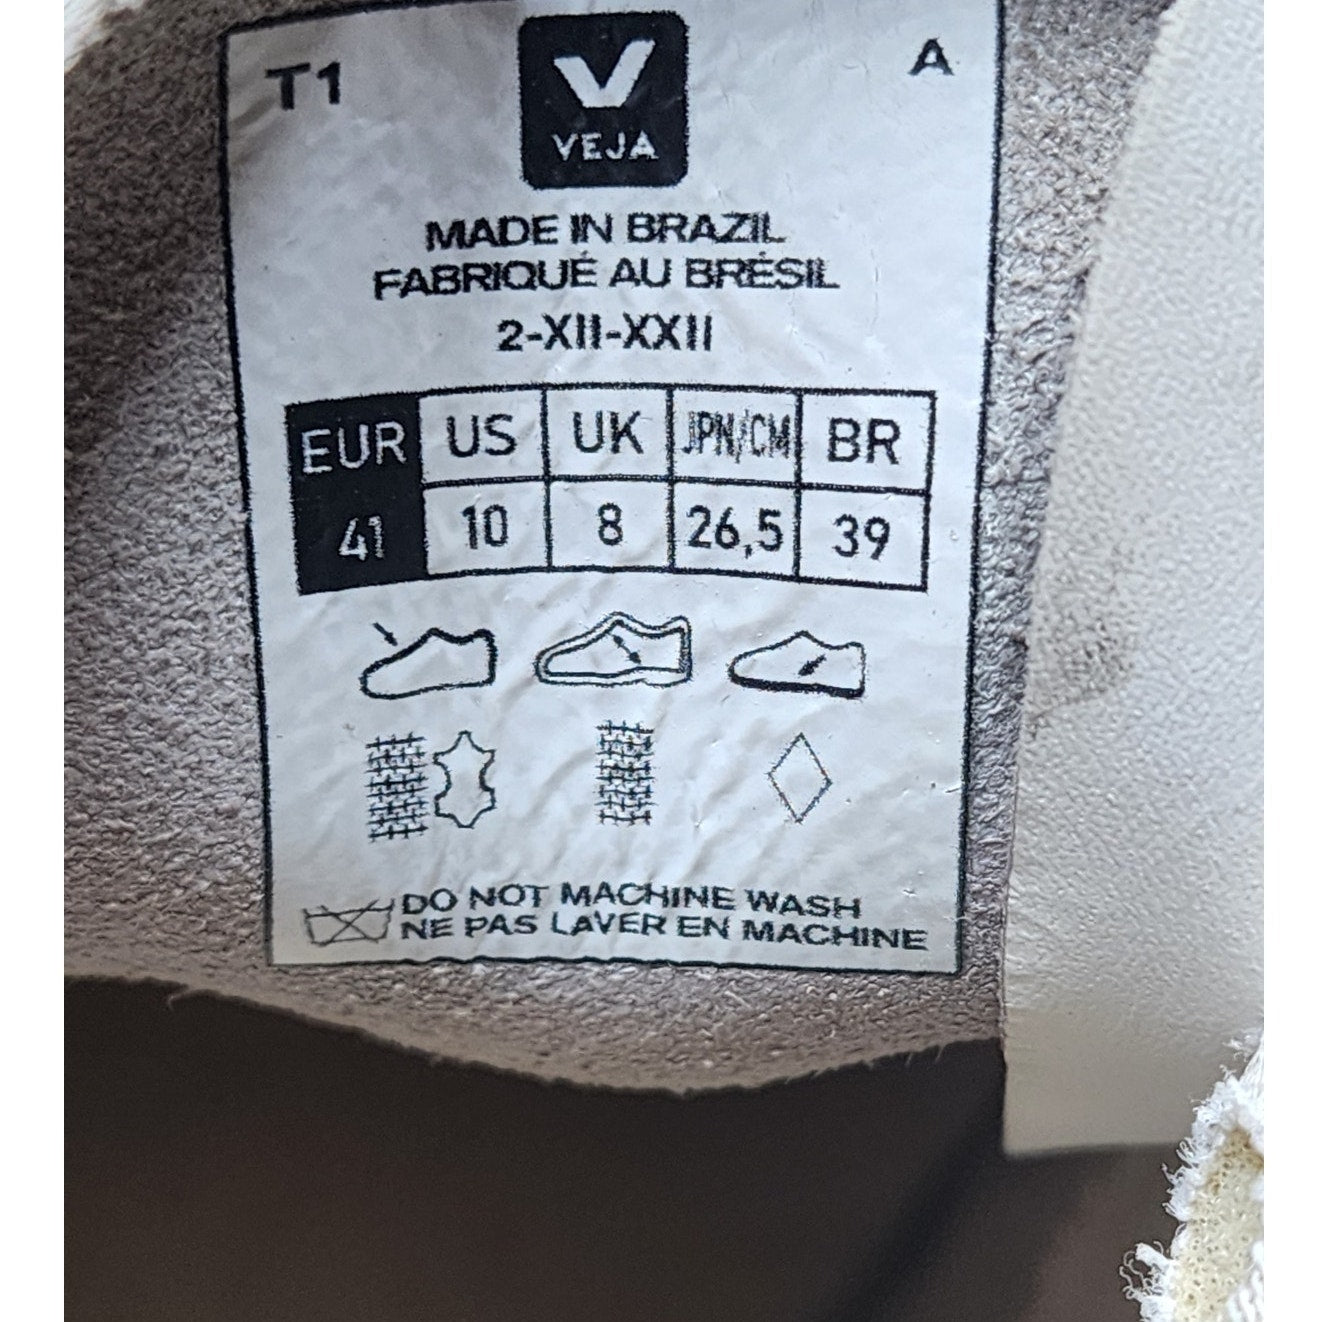 T1 A
VEJA
MADE IN BRAZIL
FABRIQUÉ AU BRÉSIL
2-XII-XXII
EUR US UK JPN/CM BR
41 10 8 26,5 39
DO NOT MACHINE WASH
NE PAS LAVER EN MACHINE